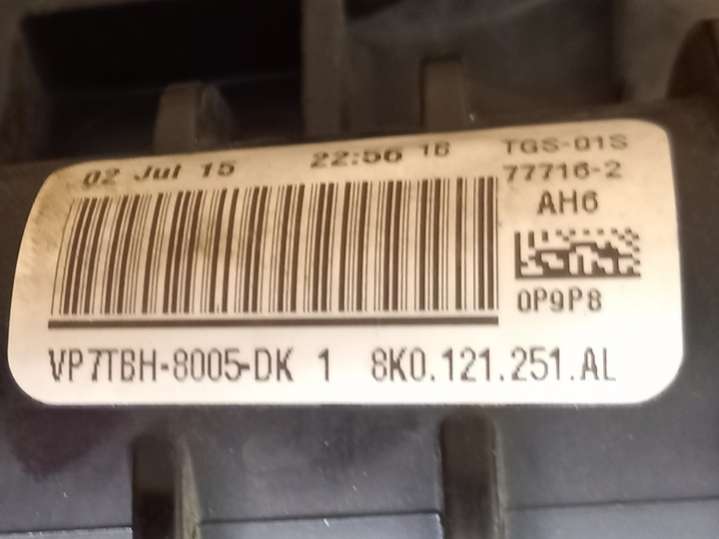 02 Jul 15 22:56 16 TGS-01S
77716-2
AH6
0P9P8
VP7TBH-8005-DK 1 8K0.121.251.AL